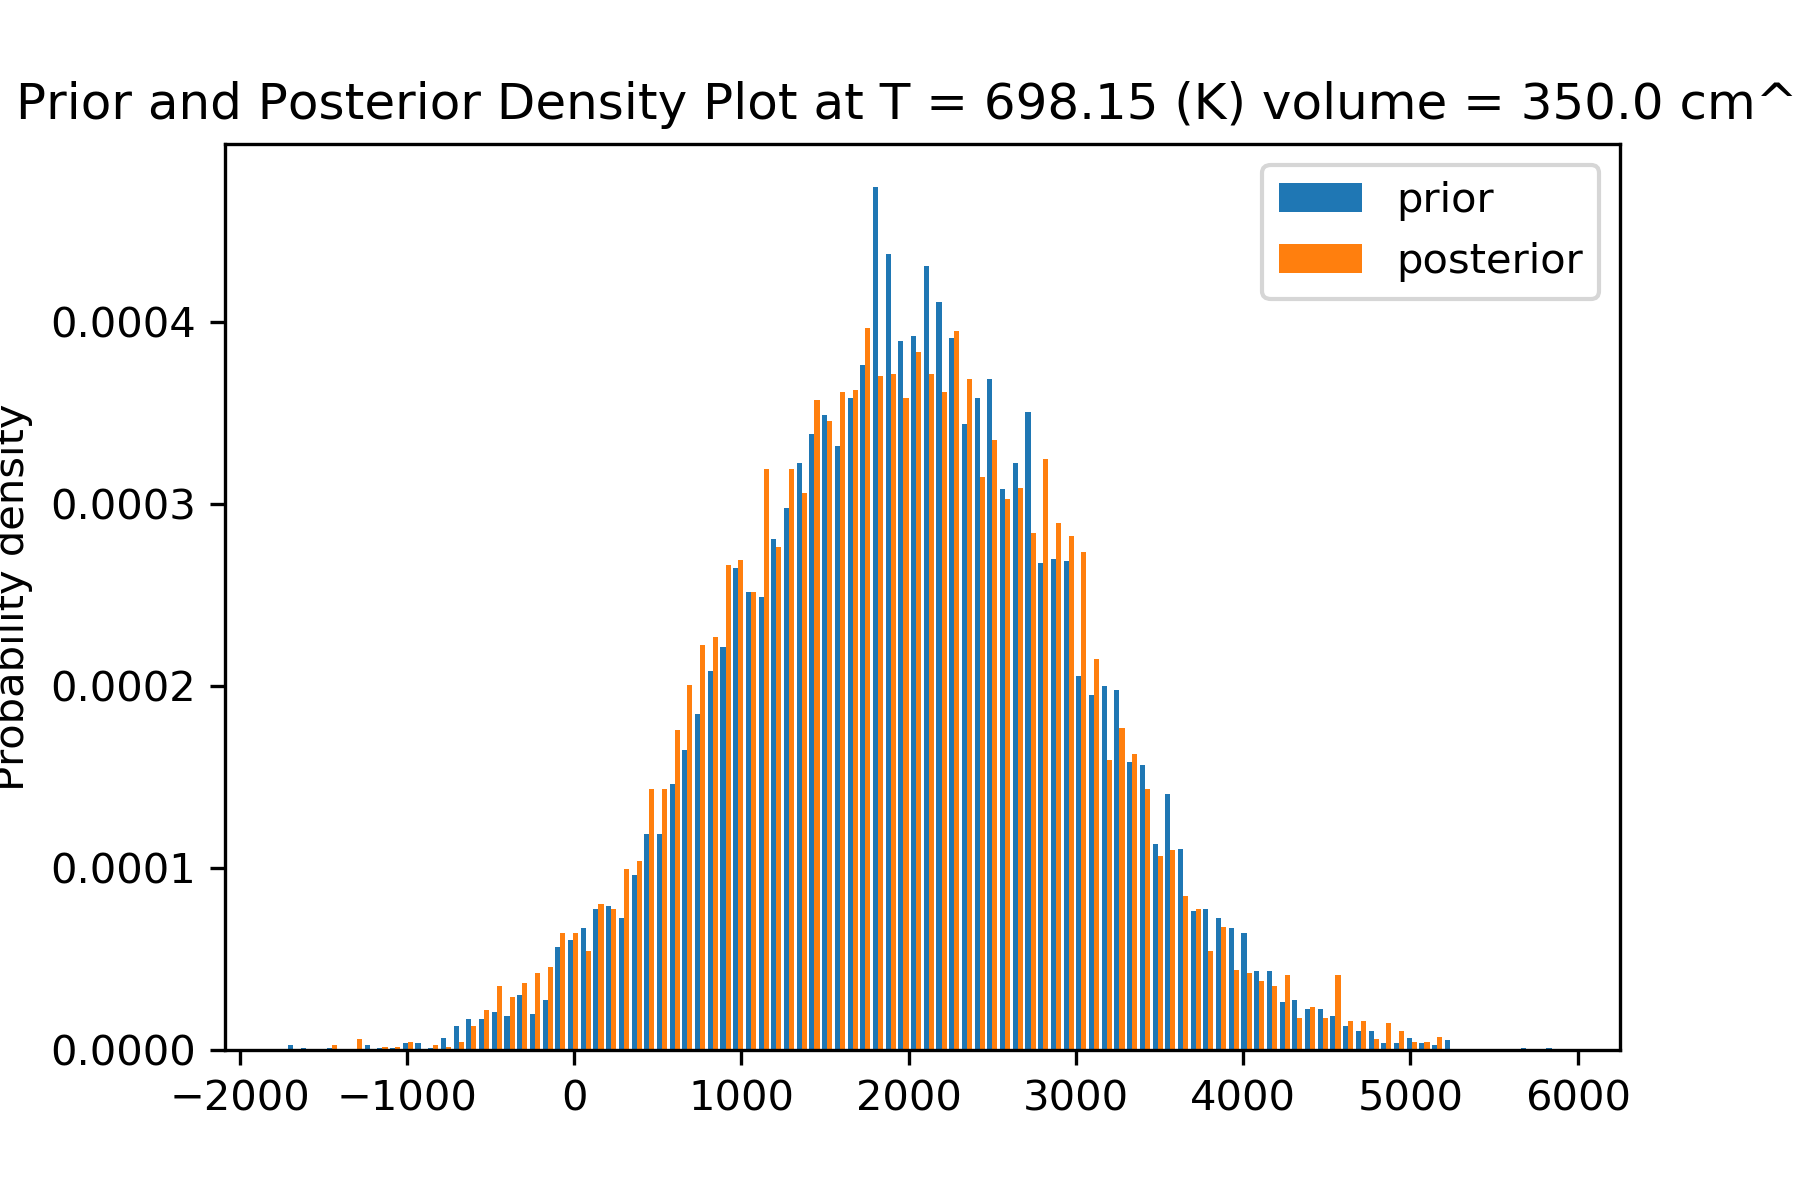 Prior and Posterior Density Plot at T = 698.15 (K) volume = 350.0 cm^
prior
posterior
Probability density
0.0004
0.0003
0.0002
0.0001
0.0000
−2000 −1000 0 1000 2000 3000 4000 5000 6000